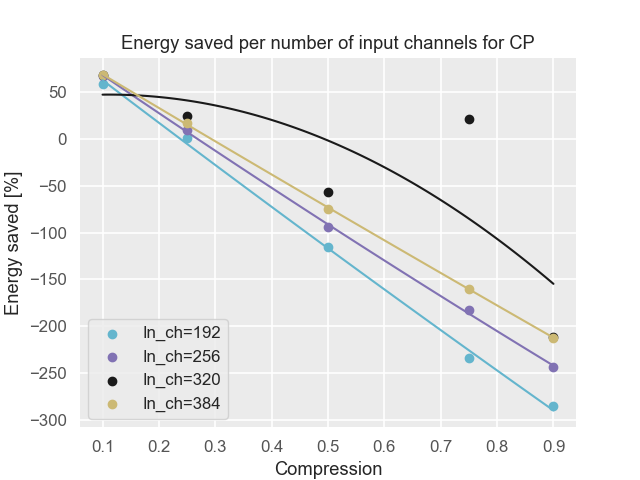 Energy saved per number of input channels for CP
Energy saved [%]
50
0
−50
−100
−150
−200
−250
−300
In_ch=192
In_ch=256
In_ch=320
In_ch=384
0.1 0.2 0.3 0.4 0.5 0.6 0.7 0.8 0.9
Compression